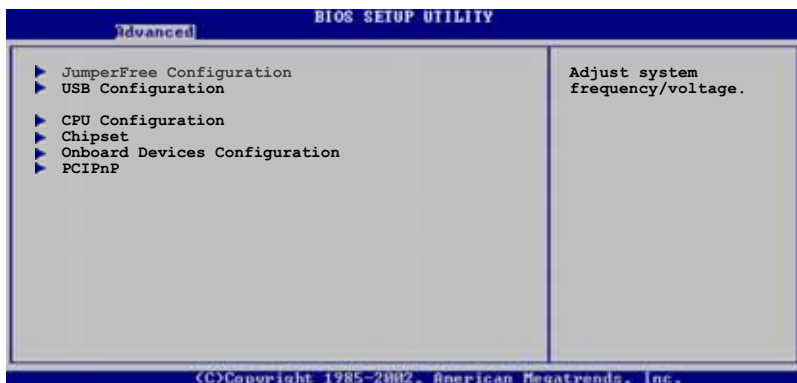 BIOS SETUP UTILITY
Advanced
JumperFree Configuration
USB Configuration
CPU Configuration
Chipset
Onboard Devices Configuration
PCIPnP
Adjust system
frequency/voltage.
(C)Copyright 1985-2002, American Megatrends, Inc.